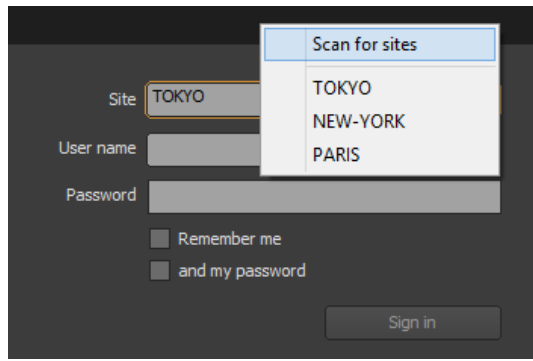 Scan for sites
Site TOKYO
TOKYO
NEW-YORK
User name
PARIS
Password
Remember me
and my password
Sign in